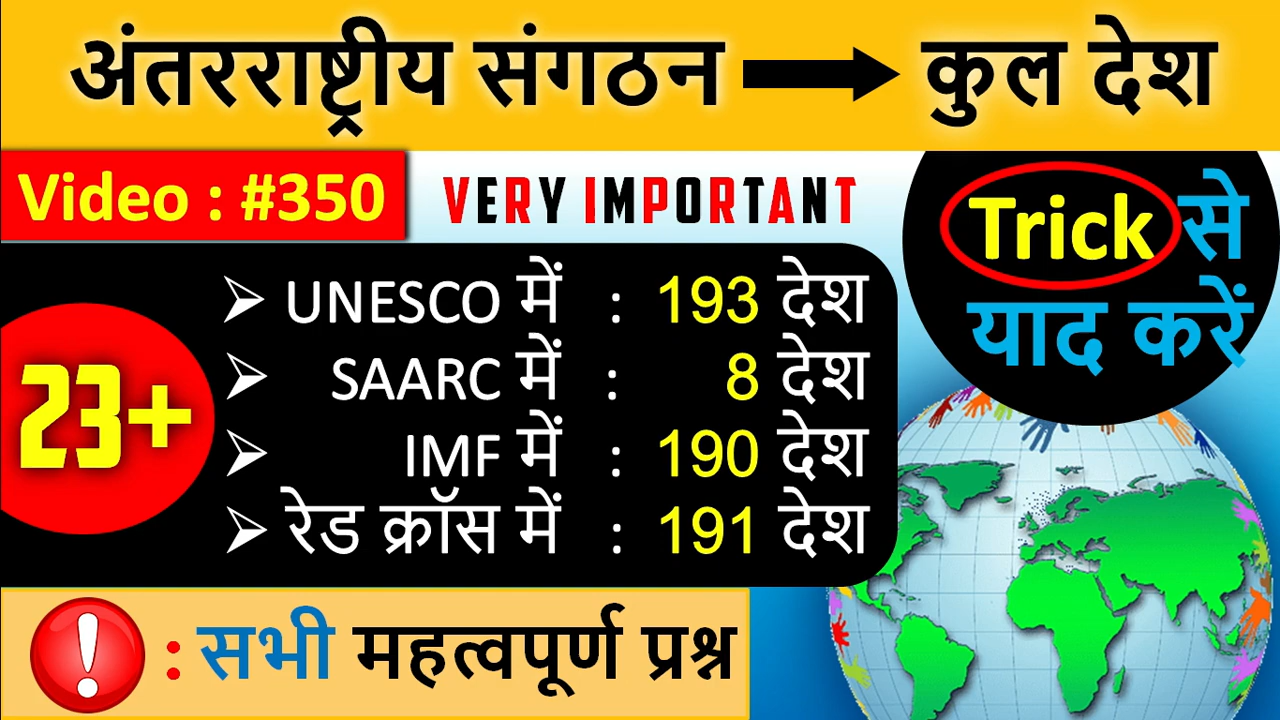 अंतरराष्ट्रीय संगठन → कुल देश
Video : #350
VERY IMPORTANT
Trick से
याद करें
23+
➢ UNESCO में : 193 देश
➢ SAARC में : 8 देश
➢ IMF में : 190 देश
➢ रेड क्रॉस में : 191 देश
! : सभी महत्वपूर्ण प्रश्न